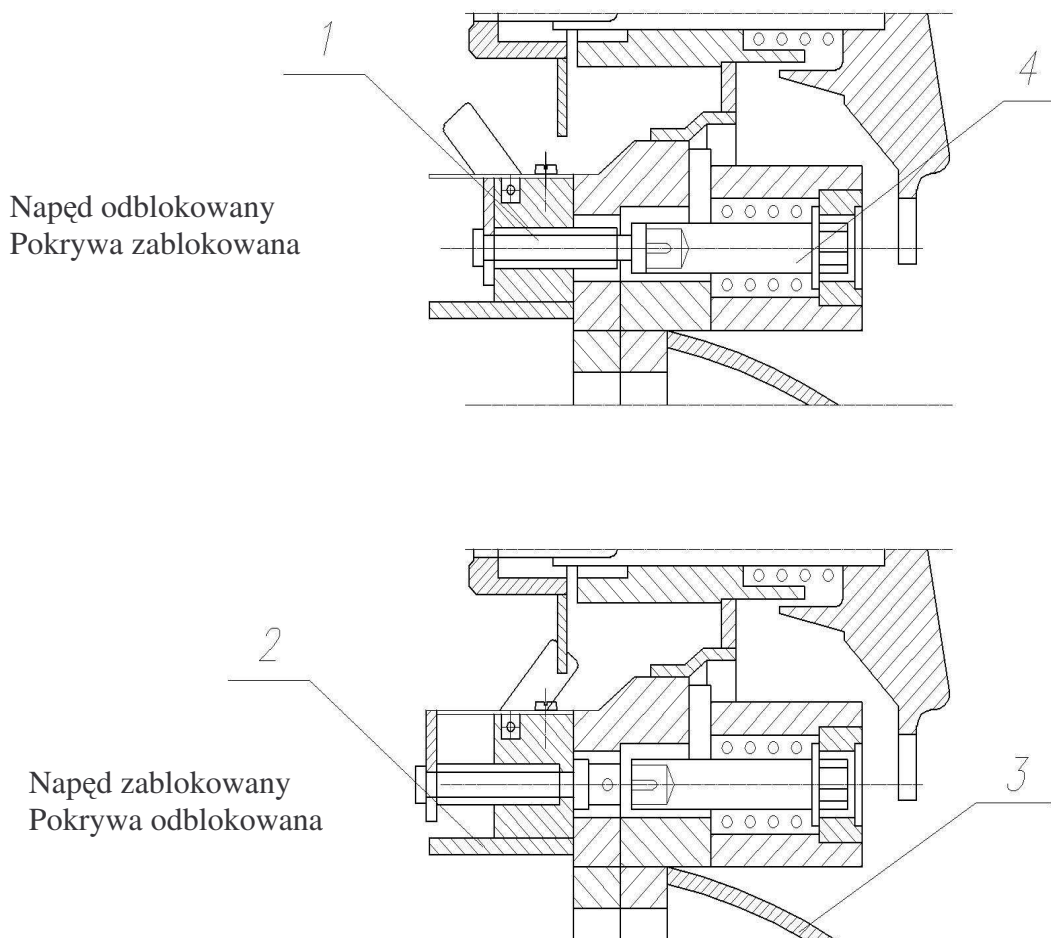 1
4
Napęd odblokowany
Pokrywa zablokowana
2
3
Napęd zablokowany
Pokrywa odblokowana